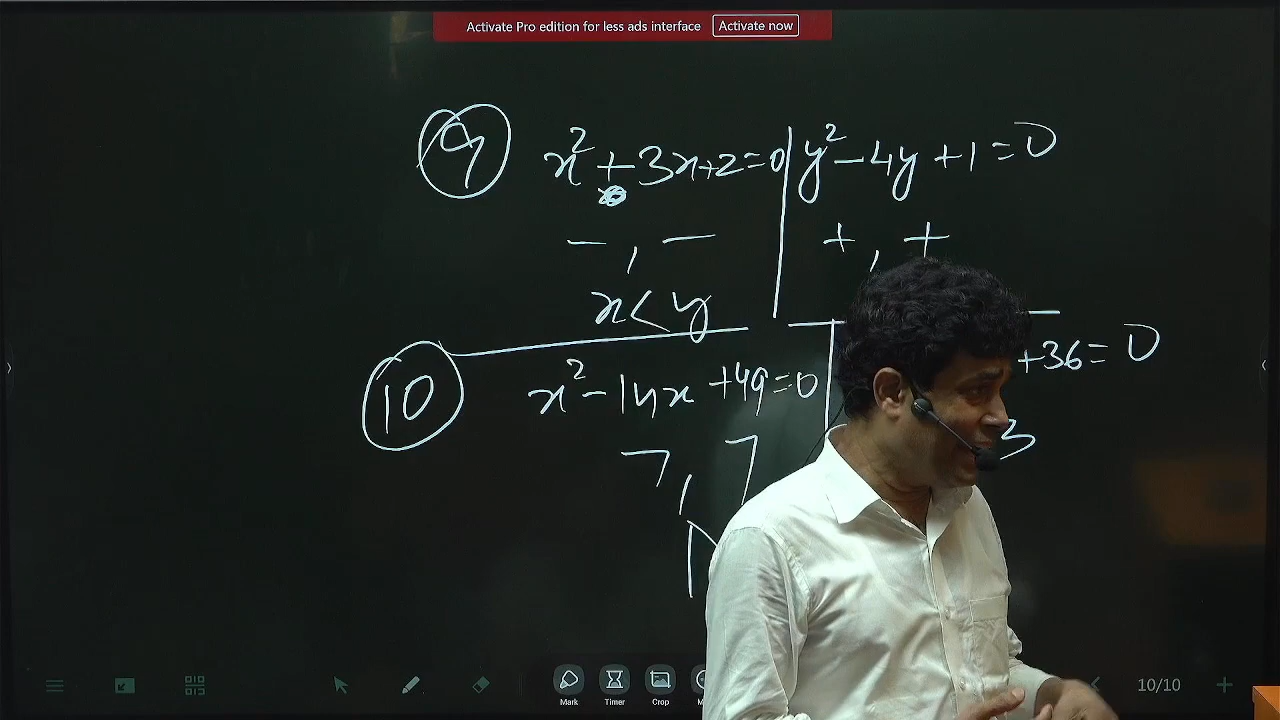 Activate Pro edition for less ads interface Activate now
9 x² + 3x+2=0 y² - 4y +1 = 0
- , - + , +
x < y
10 x² - 14x +49=0 +36 = 0
7, 7 3
Mark Timer Crop 10/10